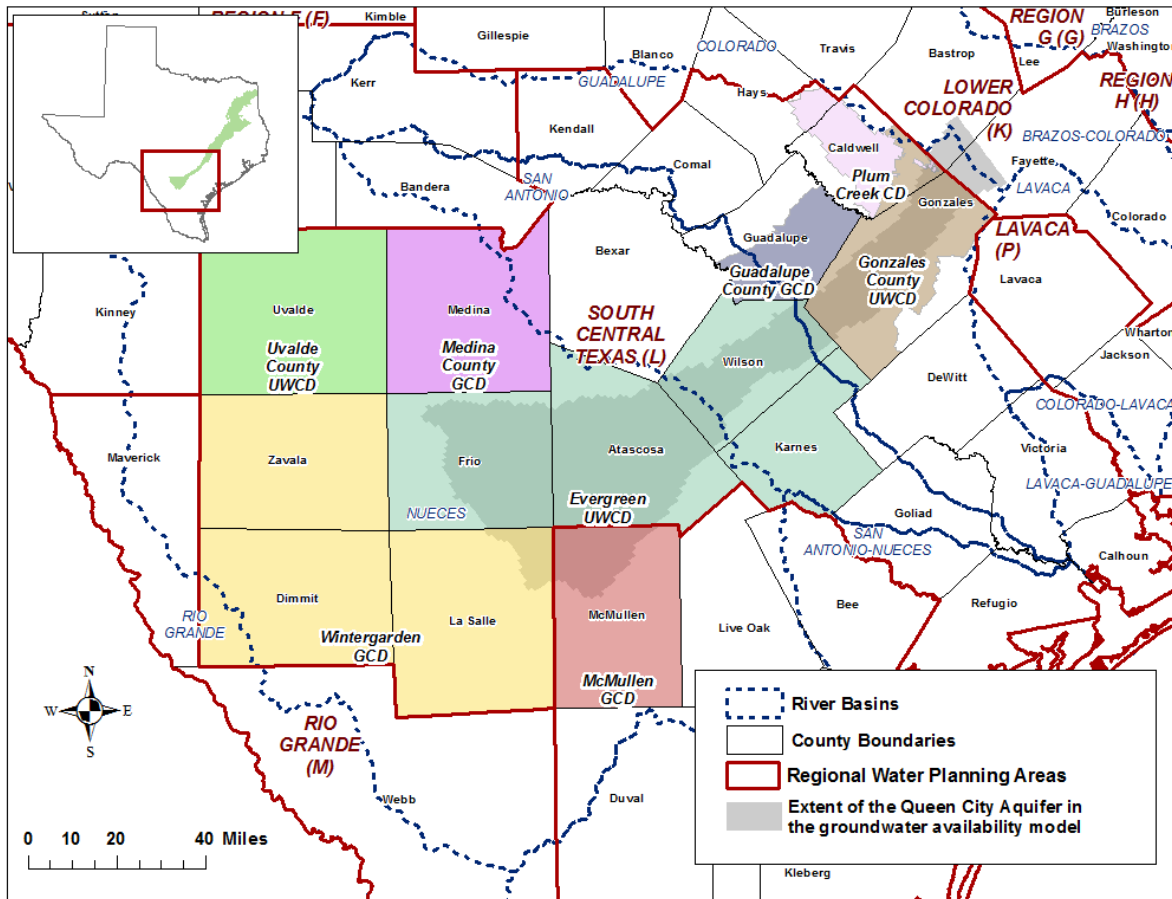 Sutton
REGION F (F)
Kimble
Gillespie
Blanco
COLORADO
Travis
Bastrop
REGION
G (G)
Burleson
BRAZOS
Washington
Lee
Kerr
GUADALUPE
Hays
LOWER
COLORADO
(K)
REGION
H (H)
Kendall
BRAZOS-COLORADO
Comal
Caldwell
Fayette
Bandera
SAN
ANTONIO
Plum
Creek CD
LAVACA
Gonzales
Colorado
Bexar
Guadalupe
LAVACA
(P)
Guadalupe
County GCD
Gonzales
County
UWCD
Lavaca
Kinney
Uvalde
Medina
SOUTH
CENTRAL
TEXAS (L)
Wharton
Uvalde
County
UWCD
Medina
County
GCD
Wilson
Jackson
DeWitt
COLORADO-LAVACA
Maverick
Zavala
Frio
Atascosa
Karnes
Victoria
LAVACA-GUADALUPE
NUECES
Evergreen
UWCD
Goliad
SAN
ANTONIO-NUECES
Calhoun
Dimmit
La Salle
McMullen
Bee
Refugio
RIO
GRANDE
Wintergarden
GCD
Live Oak
McMullen
GCD
N
W
E
S
RIO
GRANDE
(M)
Webb
Duval
0 10 20 40 Miles
River Basins
County Boundaries
Regional Water Planning Areas
Extent of the Queen City Aquifer in
the groundwater availability model
Kleberg